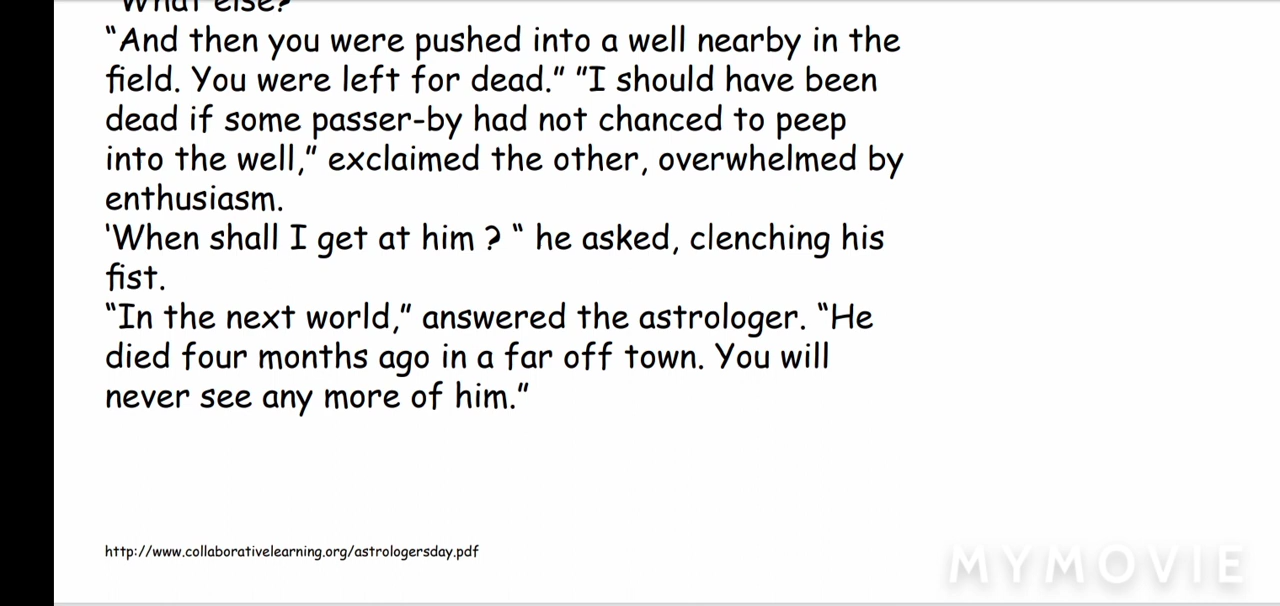 "What else?"
"And then you were pushed into a well nearby in the
field. You were left for dead." "I should have been
dead if some passer-by had not chanced to peep
into the well," exclaimed the other, overwhelmed by
enthusiasm.
'When shall I get at him ? " he asked, clenching his
fist.
"In the next world," answered the astrologer. "He
died four months ago in a far off town. You will
never see any more of him."
http://www.collaborativelearning.org/astrologersday.pdf
MYMOVIE